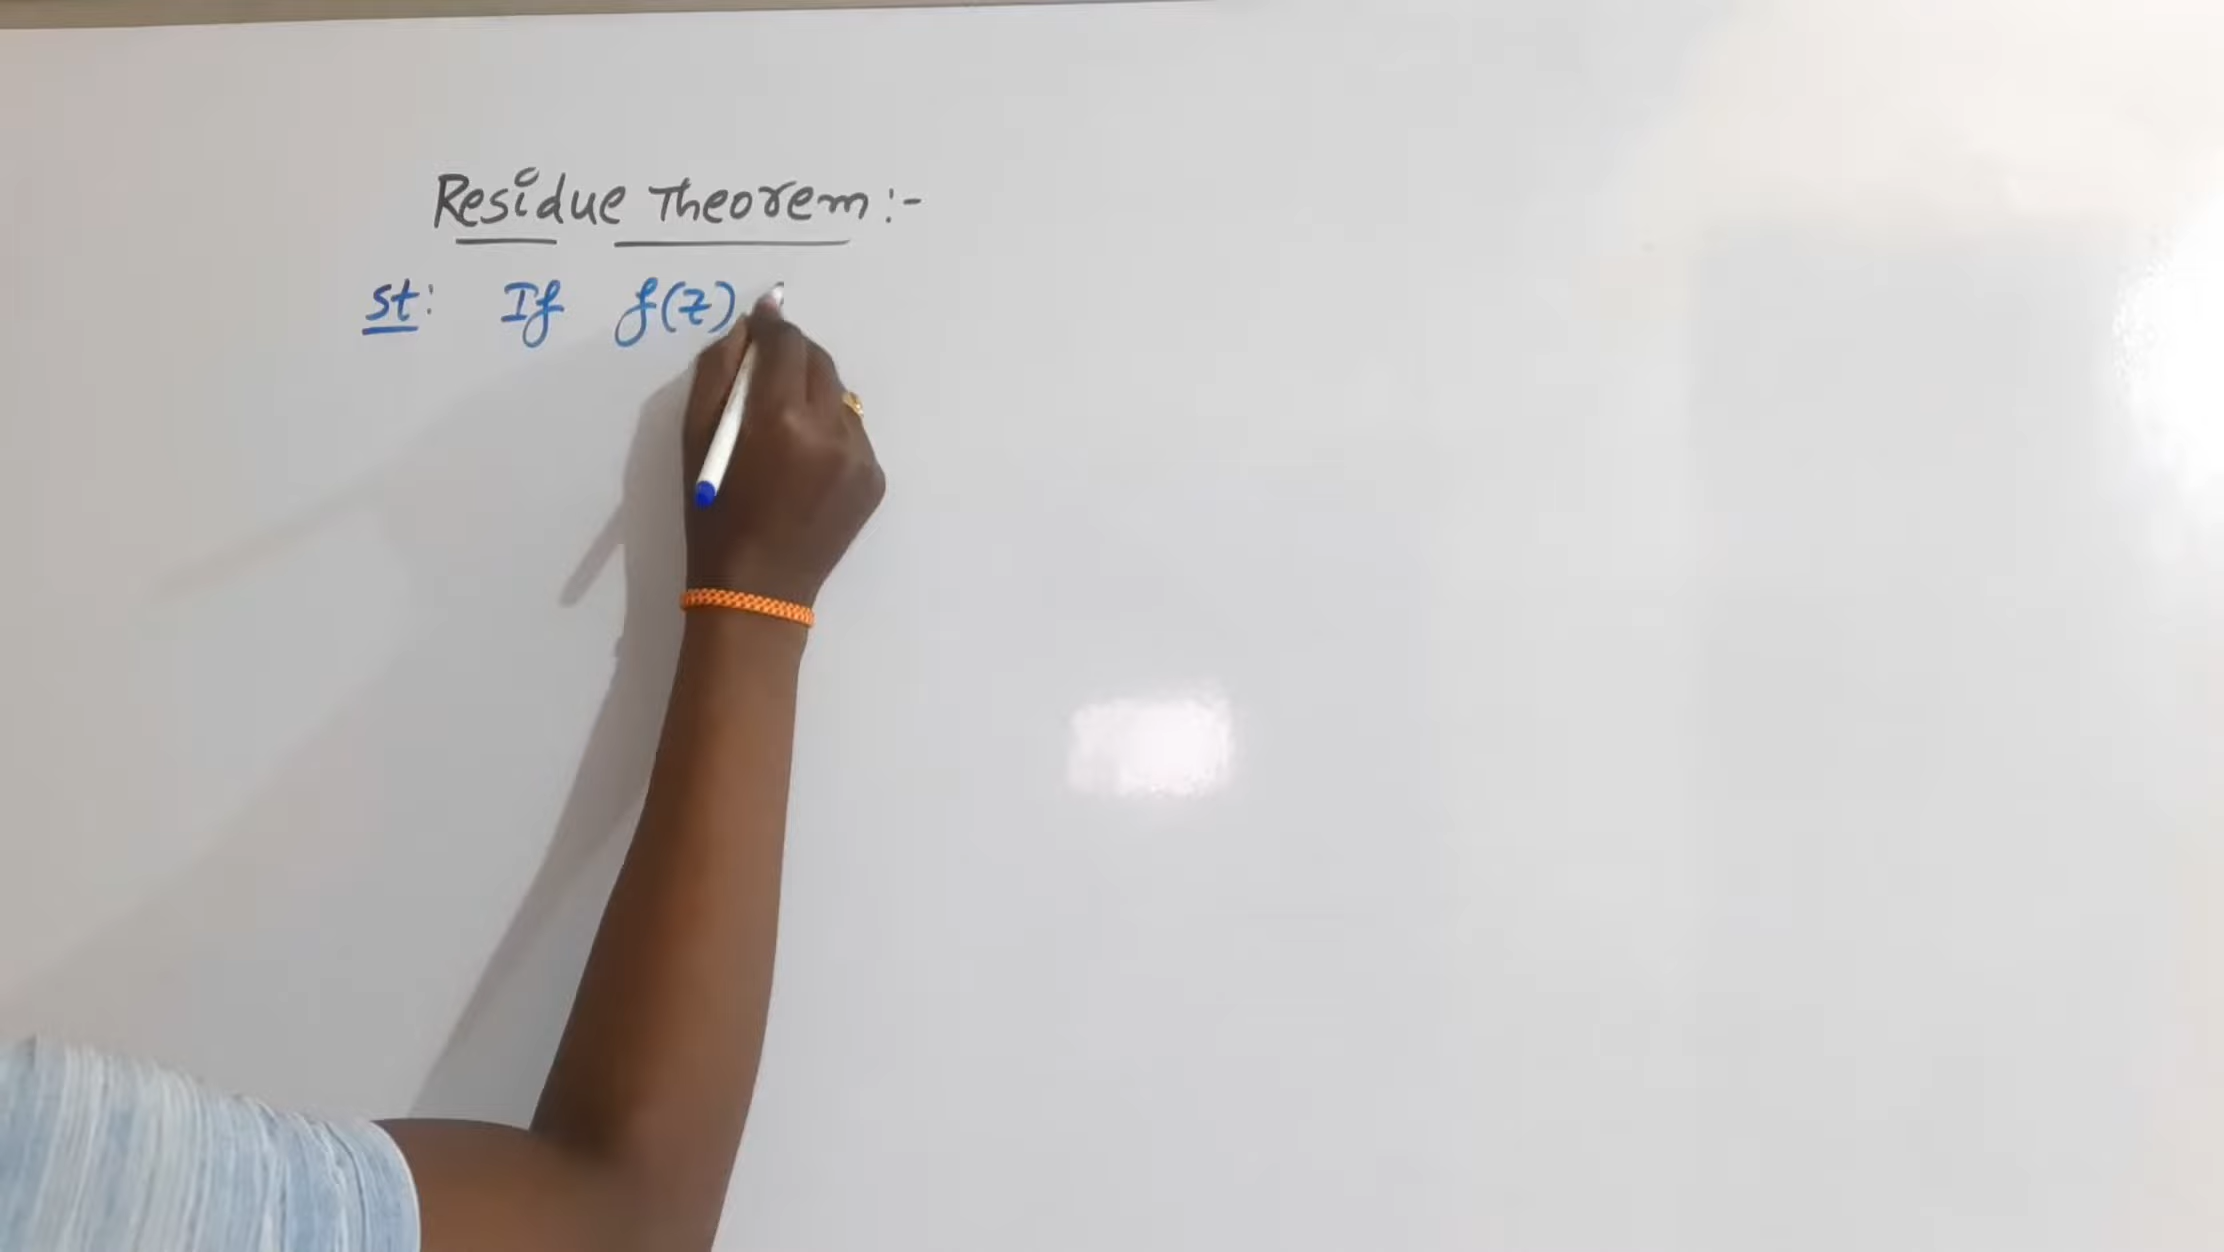 Residue Theorem :-
st: If f(z)